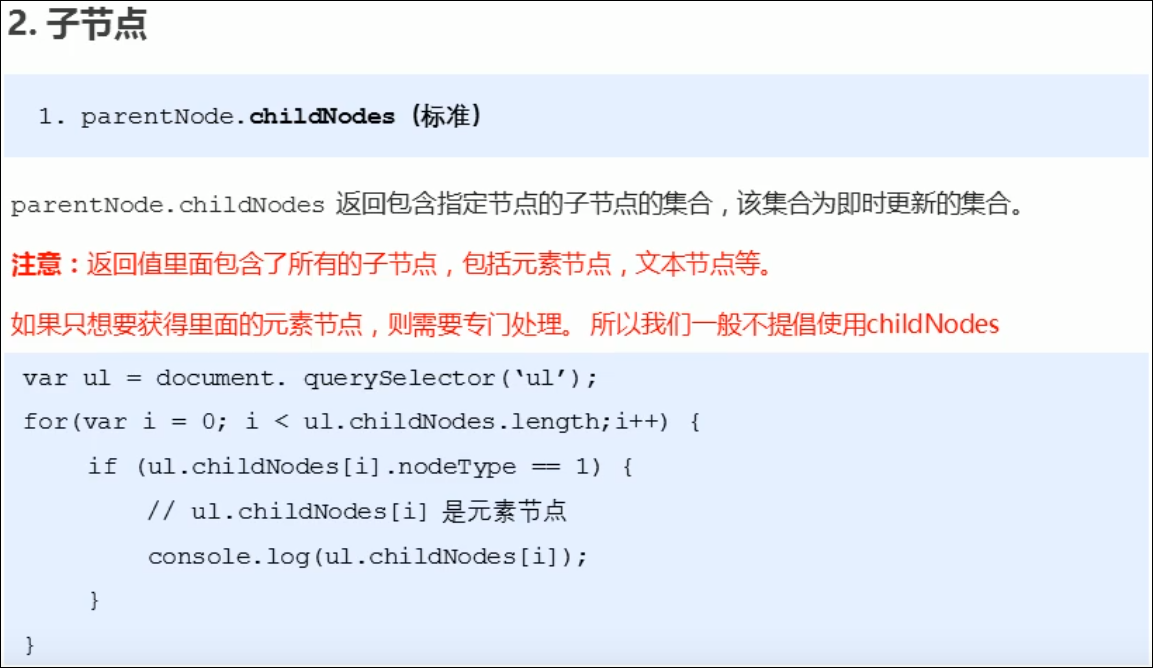 2. 子节点
1. parentNode.childNodes（标准）
parentNode.childNodes 返回包含指定节点的子节点的集合，该集合为即时更新的集合。
注意：返回值里面包含了所有的子节点，包括元素节点，文本节点等。
如果只想要获得里面的元素节点，则需要专门处理。 所以我们一般不提倡使用childNodes
var ul = document. querySelector(‘ul’);
for(var i = 0; i < ul.childNodes.length;i++) {
if (ul.childNodes[i].nodeType == 1) {
// ul.childNodes[i] 是元素节点
console.log(ul.childNodes[i]);
}
}